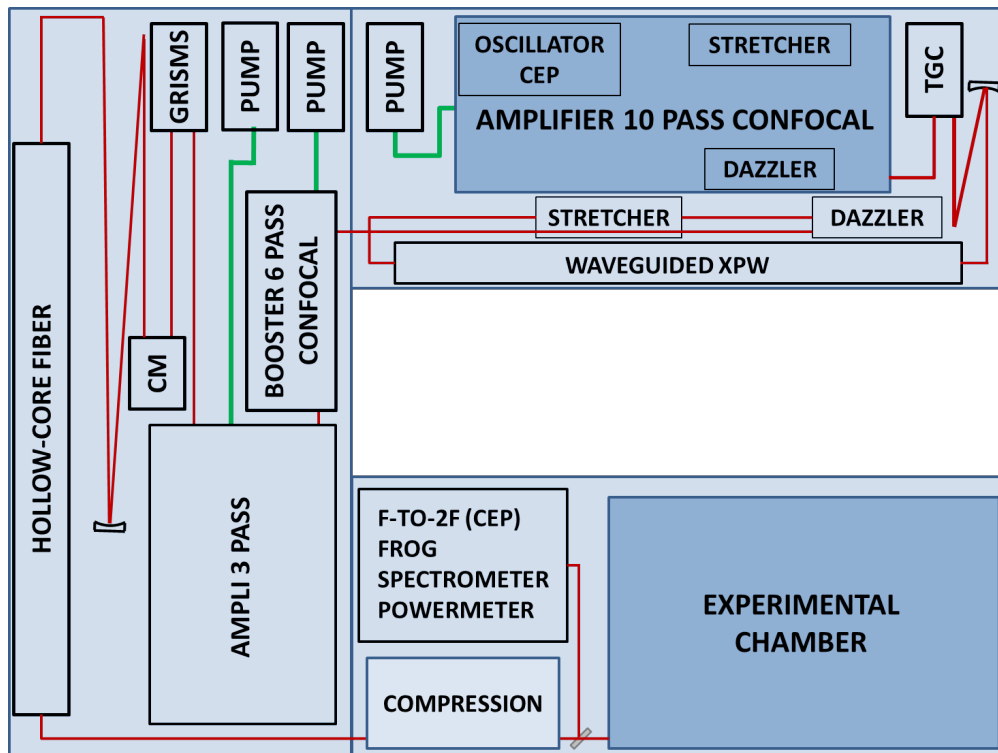 GRISMS
PUMP
PUMP
PUMP
OSCILLATOR
CEP
STRETCHER
TGC
AMPLIFIER 10 PASS CONFOCAL
DAZZLER
STRETCHER
DAZZLER
WAVEGUIDED XPW
HOLLOW-CORE FIBER
CM
BOOSTER 6 PASS
CONFOCAL
AMPLI 3 PASS
F-TO-2F (CEP)
FROG
SPECTROMETER
POWERMETER
COMPRESSION
EXPERIMENTAL
CHAMBER